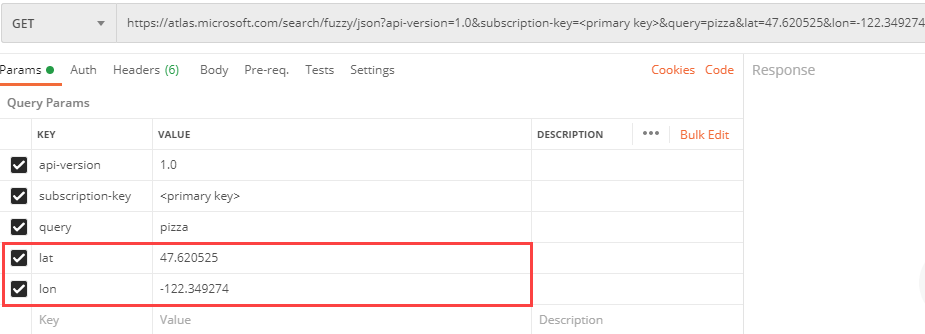 GET https://atlas.microsoft.com/search/fuzzy/json?api-version=1.0&subscription-key=<primary key>&query=pizza&lat=47.620525&lon=-122.349274
Params Auth Headers (6) Body Pre-req. Tests Settings Cookies Code Response
Query Params
KEY VALUE DESCRIPTION ••• Bulk Edit
api-version 1.0
subscription-key <primary key>
query pizza
lat 47.620525
lon -122.349274
Key Value Description